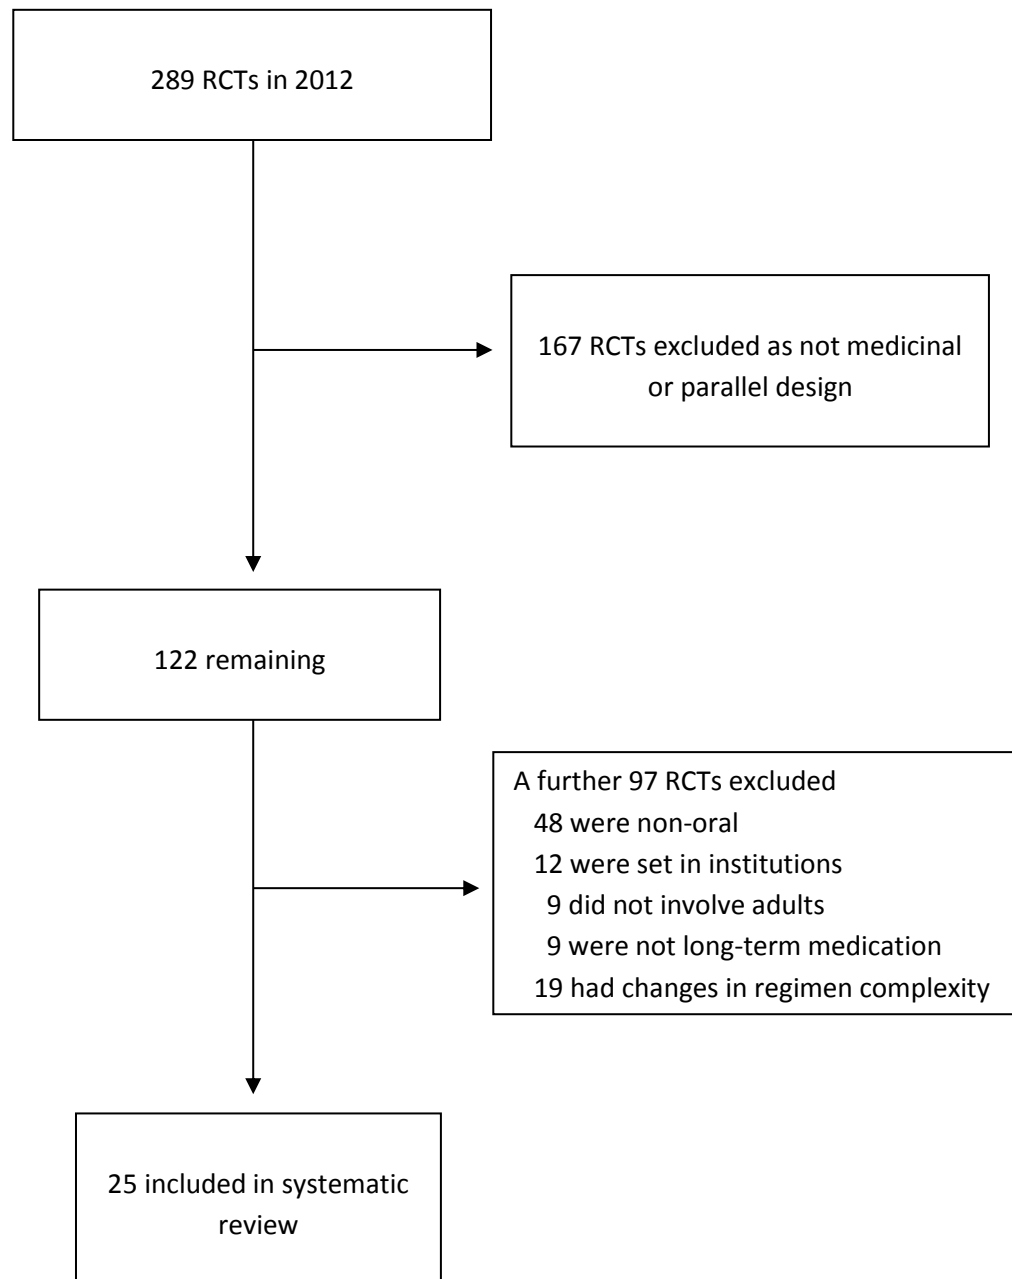 289 RCTs in 2012
167 RCTs excluded as not medicinal
or parallel design
122 remaining
A further 97 RCTs excluded
48 were non-oral
12 were set in institutions
9 did not involve adults
9 were not long-term medication
19 had changes in regimen complexity
25 included in systematic
review